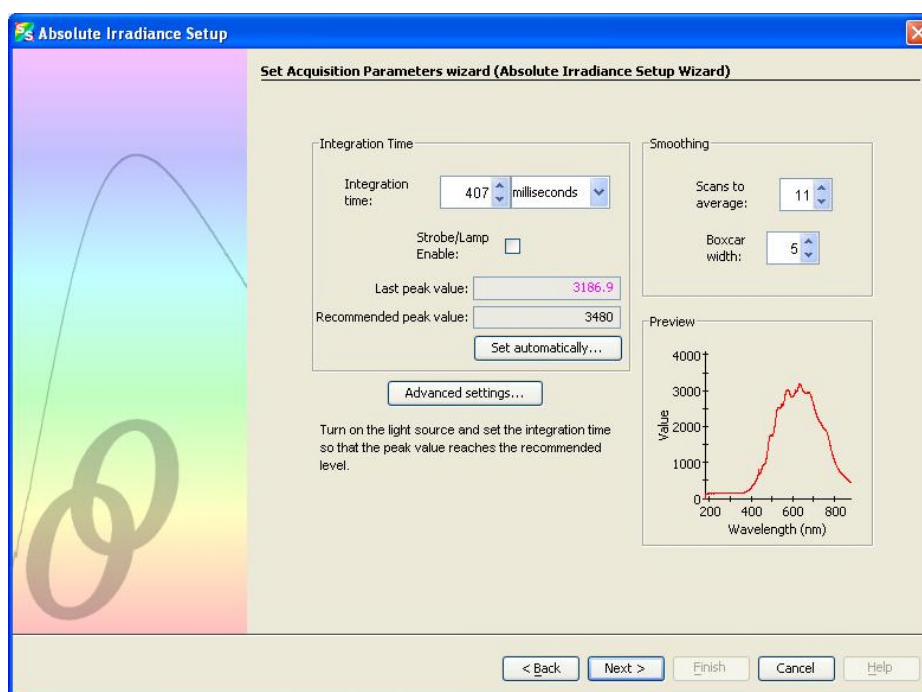 Absolute Irradiance Setup
Set Acquisition Parameters wizard (Absolute Irradiance Setup Wizard)
Integration Time
Integration
time:
407 milliseconds
Strobe/Lamp
Enable:
Last peak value: 3186.9
Recommended peak value: 3480
Set automatically...
Advanced settings...
Turn on the light source and set the integration time
so that the peak value reaches the recommended
level.
Smoothing
Scans to
average:
11
Boxcar
width:
5
Preview
4000
3000
2000
1000
0
Value
200 400 600 800
Wavelength (nm)
< Back Next > Finish Cancel Help